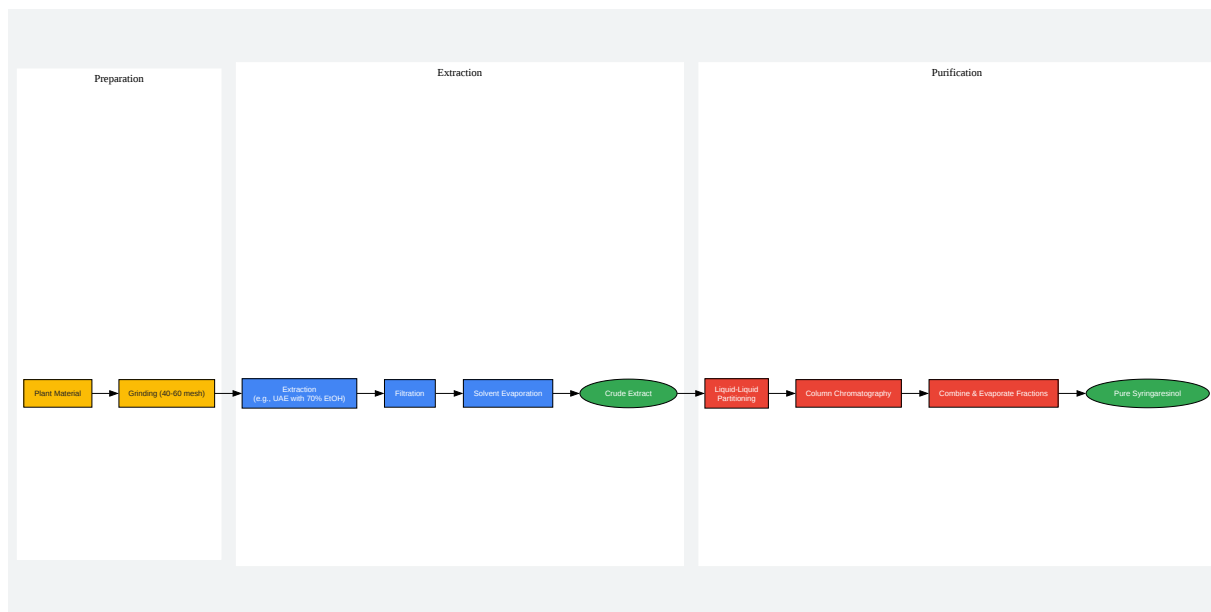 Preparation
Plant Material
Grinding (40-60 mesh)
Extraction
Extraction
(e.g., UAE with 70% EtOH)
Filtration
Solvent Evaporation
Crude Extract
Purification
Liquid-Liquid
Partitioning
Column Chromatography
Combine & Evaporate Fractions
Pure Syringaresinol